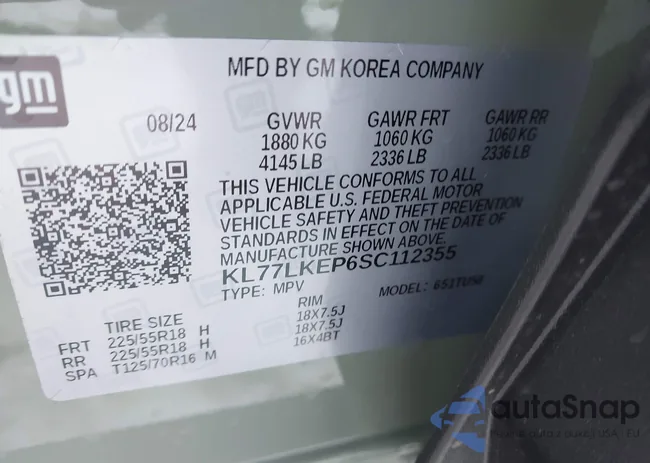 gm
MFD BY GM KOREA COMPANY
08/24 GVWR GAWR FRT GAWR RR
1880 KG 1060 KG 1060 KG
4145 LB 2336 LB 2336 LB
THIS VEHICLE CONFORMS TO ALL
APPLICABLE U.S. FEDERAL MOTOR
VEHICLE SAFETY AND THEFT PREVENTION
STANDARDS IN EFFECT ON THE DATE OF
MANUFACTURE SHOWN ABOVE.
KL77LKEP6SC112355
TYPE: MPV MODEL:
TIRE SIZE RIM
FRT 225/55R18 H 18X7.5J
RR 225/55R18 H 18X7.5J
SPA T125/70R16 M 16X4BT
autaSnap